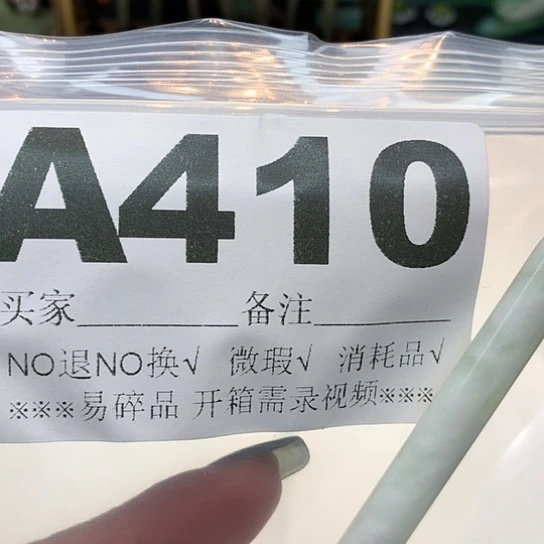 A410
买家________备注________
NO退NO换√ 微瑕√ 消耗品√
※※※易碎品 开箱需录视频※※※